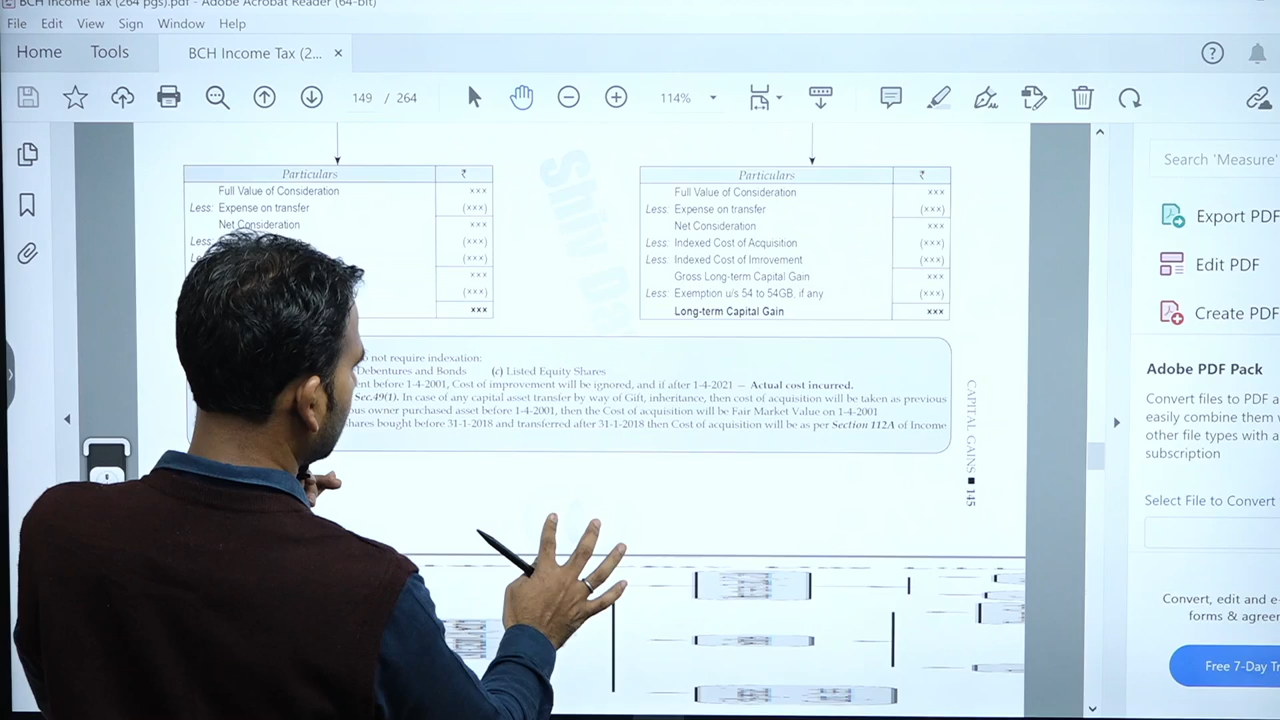 BCH Income Tax (264 pgs).pdf - Adobe Acrobat Reader (64-bit)
File Edit View Sign Window Help
Home Tools BCH Income Tax (2... ×
149 / 264 114%
Particulars ₹
Full Value of Consideration ×××
Less: Expense on transfer (×××)
Net Consideration ×××
Less: (×××)
(×××)
×××
(×××)
×××
Particulars ₹
Full Value of Consideration ×××
Less: Expense on transfer (×××)
Net Consideration ×××
Less: Indexed Cost of Acquisition (×××)
Less: Indexed Cost of Imrovement (×××)
Gross Long-term Capital Gain ×××
Less: Exemption u/s 54 to 54GB, if any (×××)
Long-term Capital Gain ×××
Shiv Da
o not require indexation:
Debentures and Bonds (c) Listed Equity Shares
nt before 1-4-2001, Cost of improvement will be ignored, and if after 1-4-2021 — Actual cost incurred.
Sec.49(1). In case of any capital asset transfer by way of Gift, inheritance, then cost of acquisition will be taken as previous
us owner purchased asset before 1-4-2001, then the Cost of acquisition will be Fair Market Value on 1-4-2001
hares bought before 31-1-2018 and transferred after 31-1-2018 then Cost of acquisition will be as per Section 112A of Income
CAPITAL GAINS ■ 145
Search 'Measure'
Export PDF
Edit PDF
Create PDF
Adobe PDF Pack
Convert files to PDF a
easily combine them
other file types with a
subscription
Select File to Convert
Convert, edit and e-
forms & agreer
Free 7-Day Tr